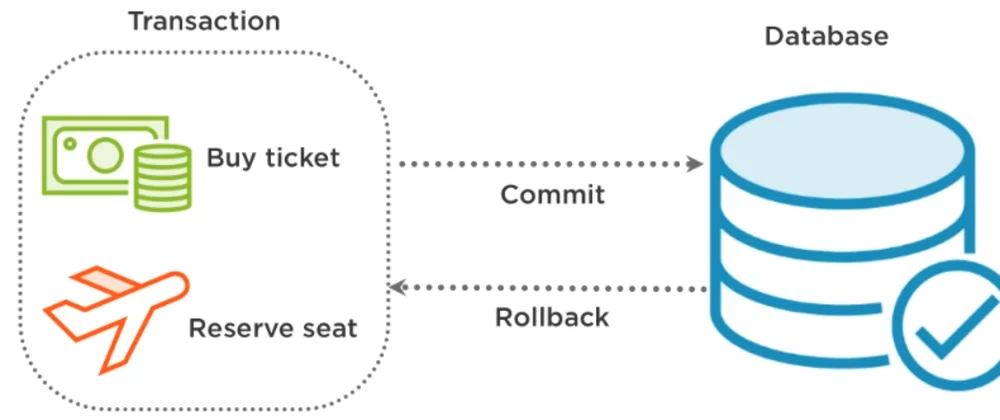 Transaction
Database
Buy ticket
Commit
Reserve seat
Rollback